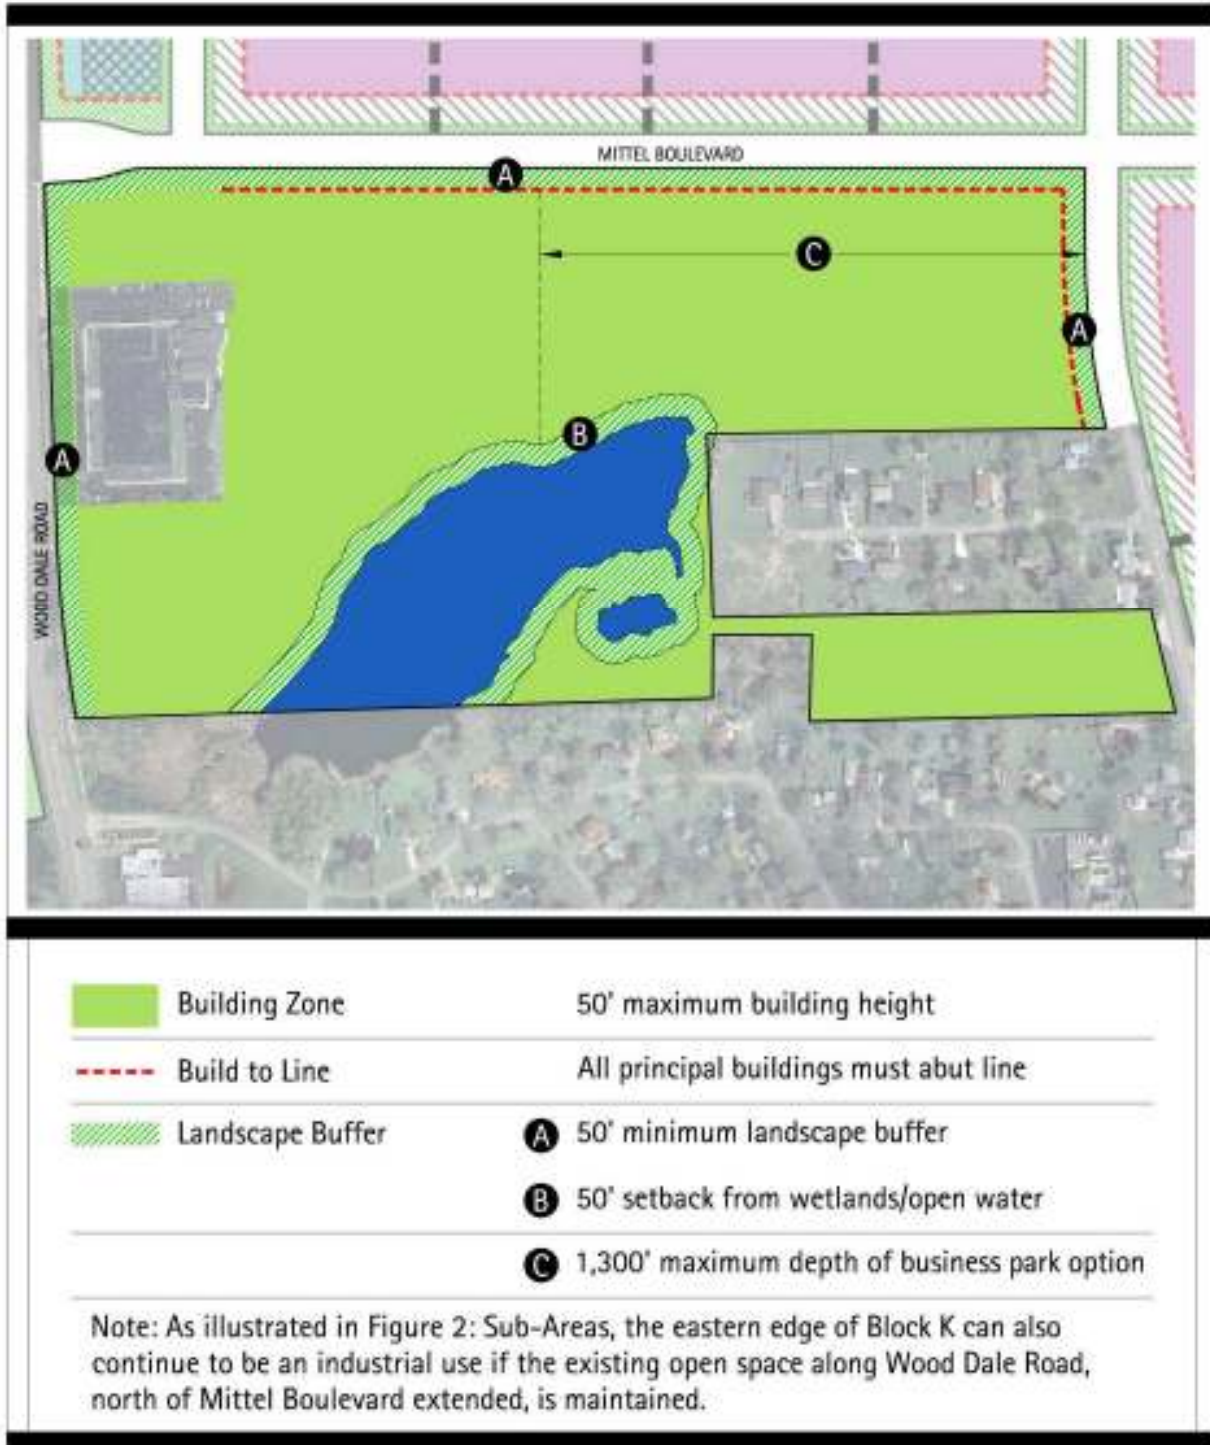 MITTEL BOULEVARD
A
C
A
B
A
WOOD DALE ROAD
Building Zone 50' maximum building height
Build to Line All principal buildings must abut line
Landscape Buffer A 50' minimum landscape buffer
B 50' setback from wetlands/open water
C 1,300' maximum depth of business park option
Note: As illustrated in Figure 2: Sub-Areas, the eastern edge of Block K can also
continue to be an industrial use if the existing open space along Wood Dale Road,
north of Mittel Boulevard extended, is maintained.